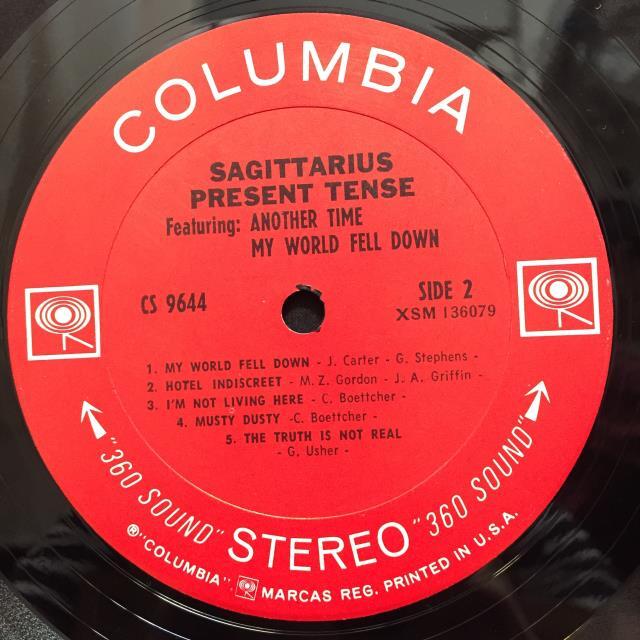 COLUMBIA
SAGITTARIUS
PRESENT TENSE
Featuring: ANOTHER TIME
MY WORLD FELL DOWN
CS 9644
SIDE 2
XSM 136079
1. MY WORLD FELL DOWN - J. Carter - G. Stephens -
2. HOTEL INDISCREET - M. Z. Gordon - J. A. Griffin -
3. I'M NOT LIVING HERE - C. Boettcher -
4. MUSTY DUSTY -C. Boettcher -
5. THE TRUTH IS NOT REAL
- G. Usher -
"360 SOUND" STEREO "360 SOUND"
®"COLUMBIA", MARCAS REG. PRINTED IN U.S.A.